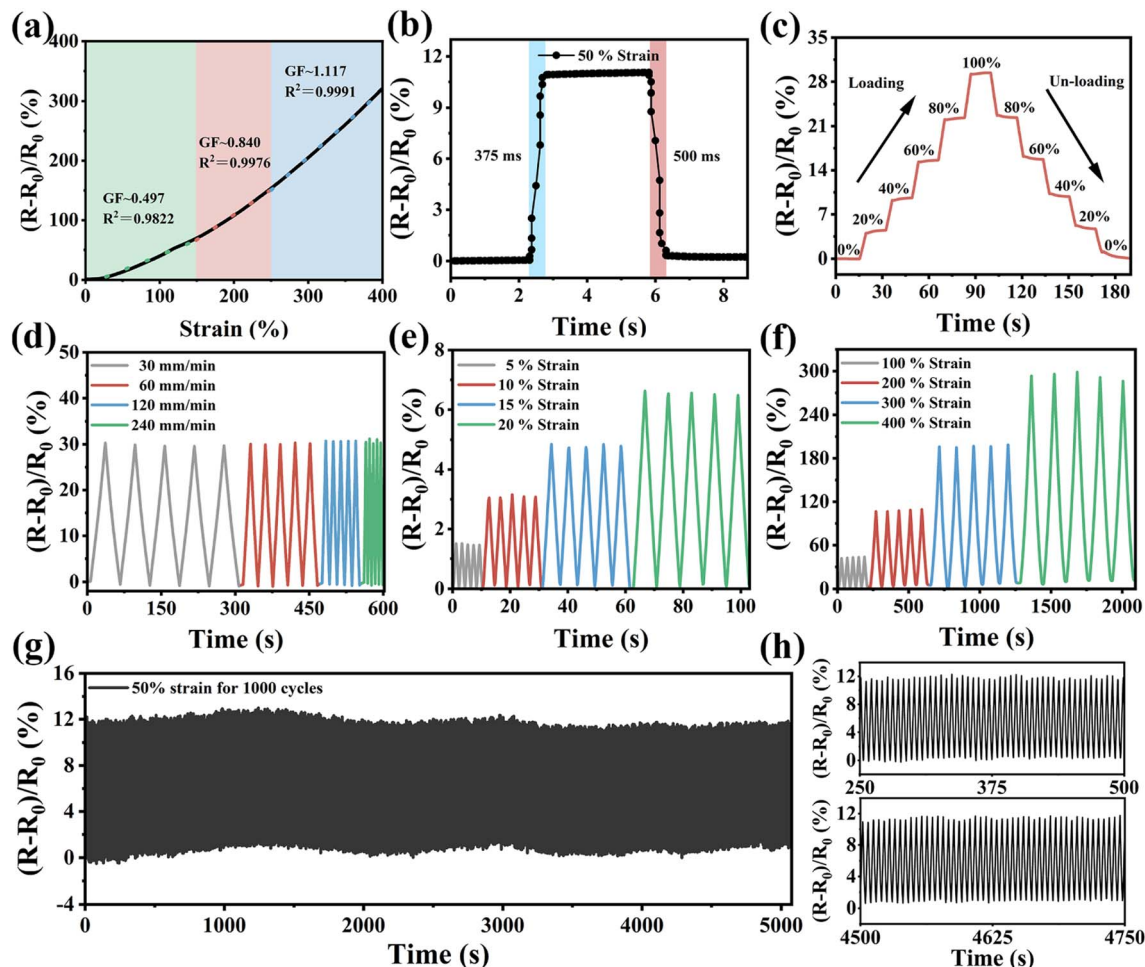 (a)
(R-R0)/R0 (%)
400
300
200
100
0
GF~0.497
R2=0.9822
GF~0.840
R2=0.9976
GF~1.117
R2=0.9991
0 100 200 300 400
Strain (%)
(b)
(R-R0)/R0 (%)
12
9
6
3
0
50 % Strain
375 ms
500 ms
0 2 4 6 8
Time (s)
(c)
(R-R0)/R0 (%)
35
28
21
14
7
0
Loading
Un-loading
0%
20%
40%
60%
80%
100%
80%
60%
40%
20%
0%
0 30 60 90 120 150 180
Time (s)
(d)
(R-R0)/R0 (%)
50
40
30
20
10
0
30 mm/min
60 mm/min
120 mm/min
240 mm/min
0 150 300 450 600
Time (s)
(e)
(R-R0)/R0 (%)
8
6
4
2
0
5 % Strain
10 % Strain
15 % Strain
20 % Strain
0 20 40 60 80 100
Time (s)
(f)
(R-R0)/R0 (%)
300
240
180
120
60
0
100 % Strain
200 % Strain
300 % Strain
400 % Strain
0 500 1000 1500 2000
Time (s)
(g)
(R-R0)/R0 (%)
16
12
8
4
0
-4
50% strain for 1000 cycles
0 1000 2000 3000 4000 5000
Time (s)
(h)
(R-R0)/R0 (%)
12
8
4
0
250 375 500
(R-R0)/R0 (%)
12
8
4
0
4500 4625 4750
Time (s)